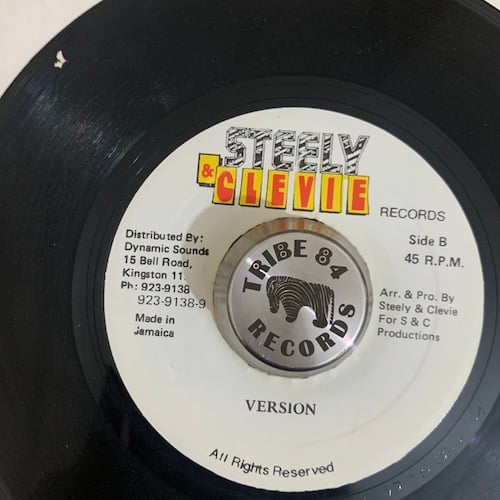 STEELY
& CLEVIE
RECORDS
Side B
45 R.P.M.
Distributed By:
Dynamic Sounds
15 Bell Road,
Kingston 11
Ph: 923-9138
923-9138-9
Made in
Jamaica
TRIBE 84
RECORDS
Arr. & Pro. By
Steely & Clevie
For S & C
Productions
VERSION
All Rights Reserved